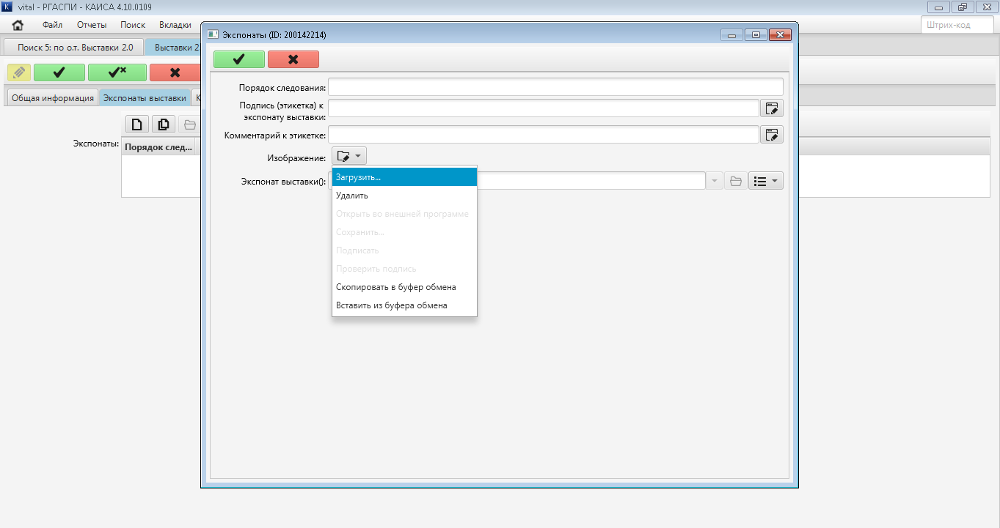 vital - РГАСПИ - КАИСА 4.10.0109
Файл Отчеты Поиск Вкладки
Штрих-код
Поиск 5: по о.т. Выставки 2.0
Выставки 2
Общая информация
Экспонаты выставки
К
Экспонаты:
Порядок след...
Экспонаты (ID: 200142214)
Порядок следования:
Подпись (этикетка) к
экспонату выставки:
Комментарий к этикетке:
Изображение:
Экспонат выставки():
Загрузить...
Удалить
Открыть во внешней программе
Сохранить...
Подписать
Проверить подпись
Скопировать в буфер обмена
Вставить из буфера обмена